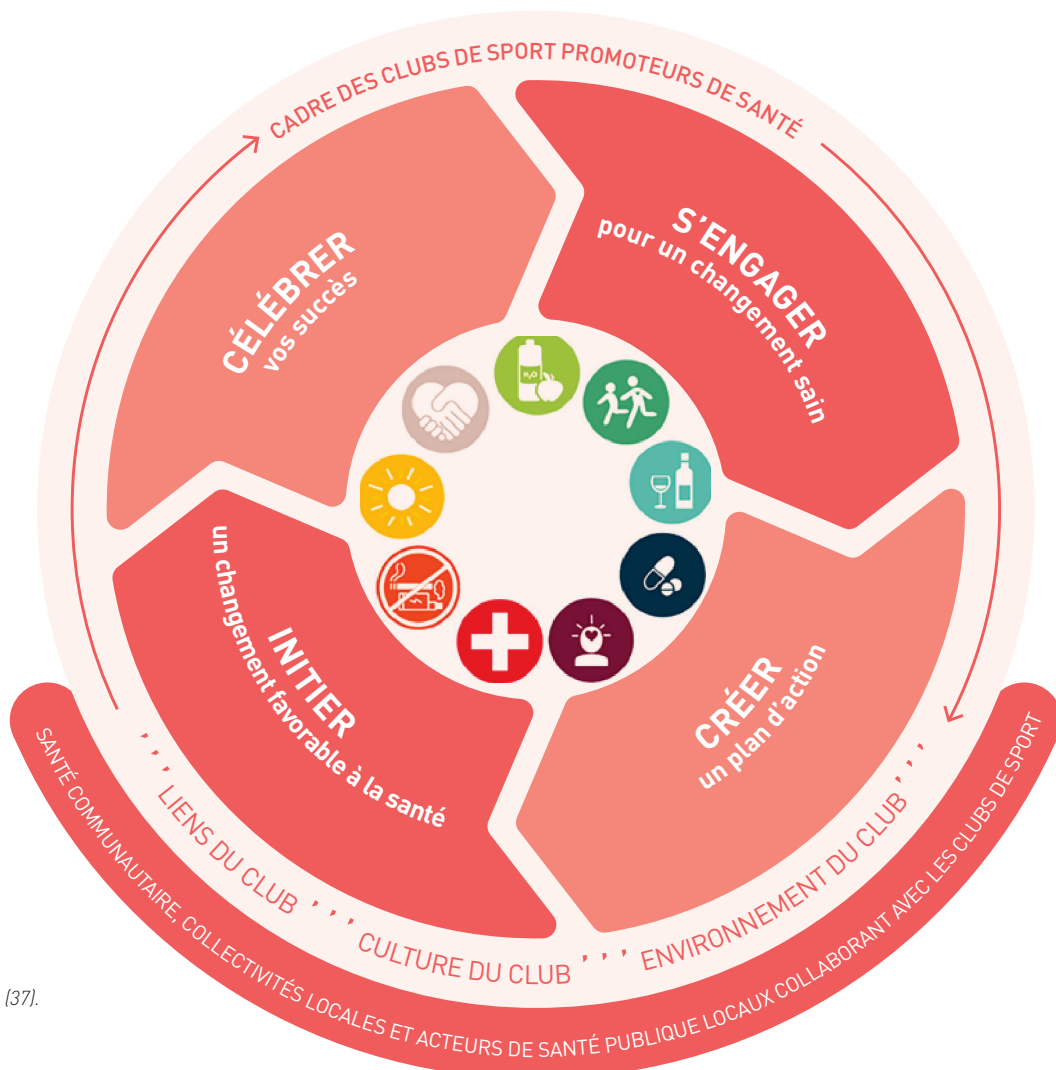 CADRE DES CLUBS DE SPORT PROMOTEURS DE SANTÉ
S'ENGAGER
pour un changement sain
CRÉER
un plan d'action
INITIER
un changement favorable à la santé
CÉLÉBRER
vos succès
H₂O
LIENS DU CLUB
CULTURE DU CLUB
ENVIRONNEMENT DU CLUB
SANTÉ COMMUNAUTAIRE, COLLECTIVITÉS LOCALES ET ACTEURS DE SANTÉ PUBLIQUE LOCAUX COLLABORANT AVEC LES CLUBS DE SPORT
(37).